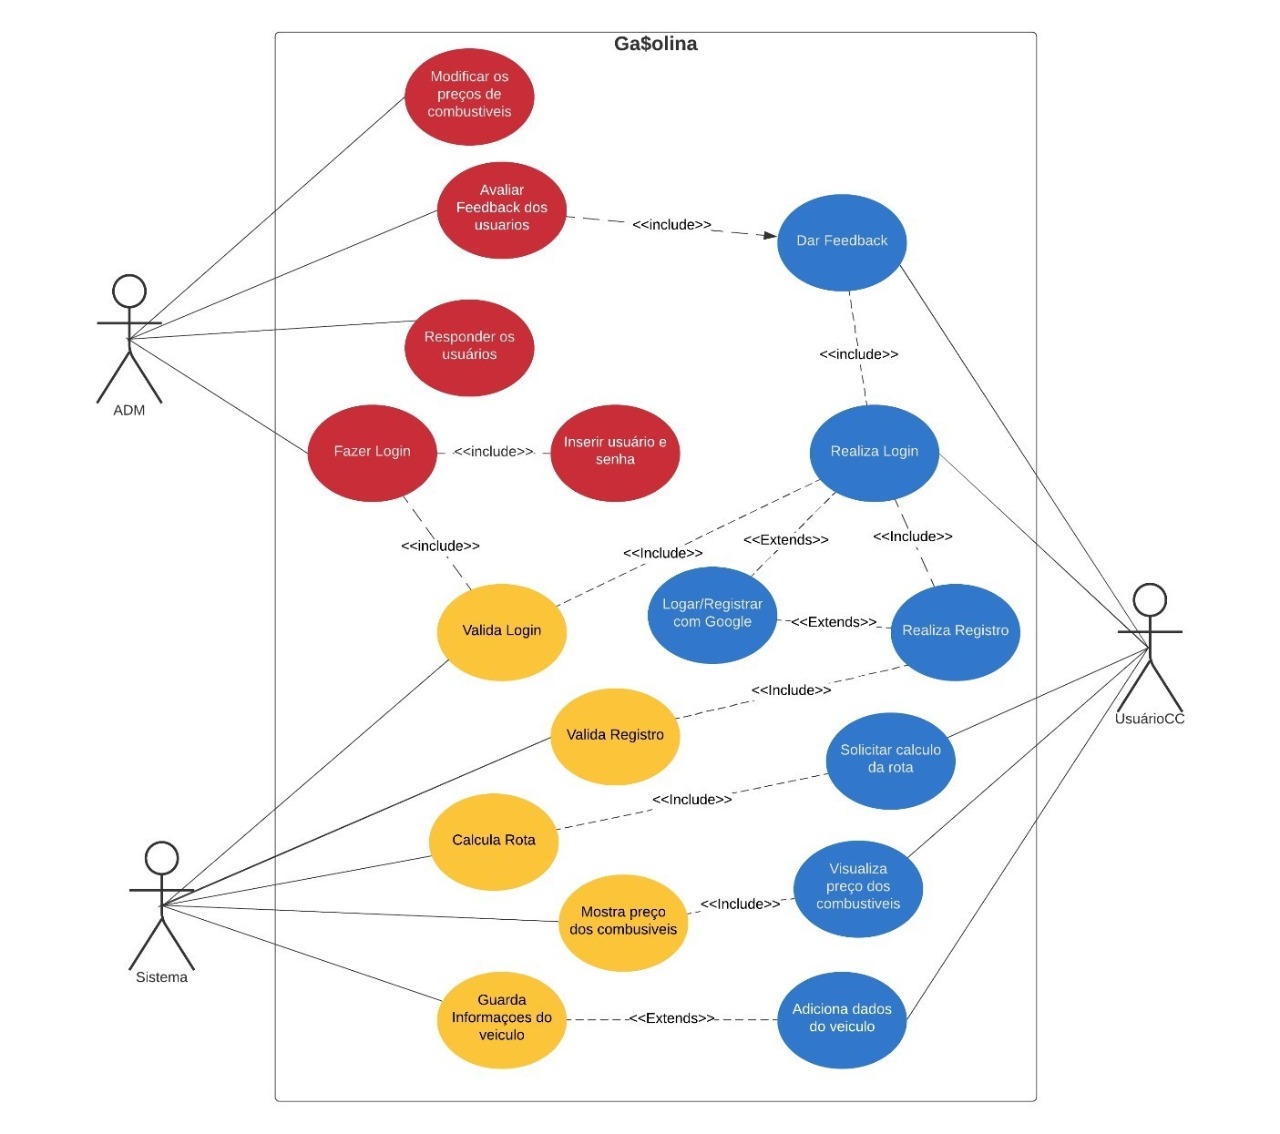 Ga$olina
Modificar os
preços de
combustiveis
Avaliar
Feedback dos
usuarios
<<include>>
Dar Feedback
Responder os
usuários
<<include>>
ADM
Fazer Login
<<include>>
Inserir usuário e
senha
Realiza Login
<<include>>
<<Include>>
<<Extends>>
<<Include>>
Valida Login
Logar/Registrar
com Google
<<Extends>>
Realiza Registro
<<Include>>
UsuárioCC
Valida Registro
Solicitar calculo
da rota
<<Include>>
Calcula Rota
Visualiza
preço dos
combustiveis
<<Include>>
Mostra preço
dos combusiveis
Sistema
Guarda
Informaçoes do
veiculo
<<Extends>>
Adiciona dados
do veiculo